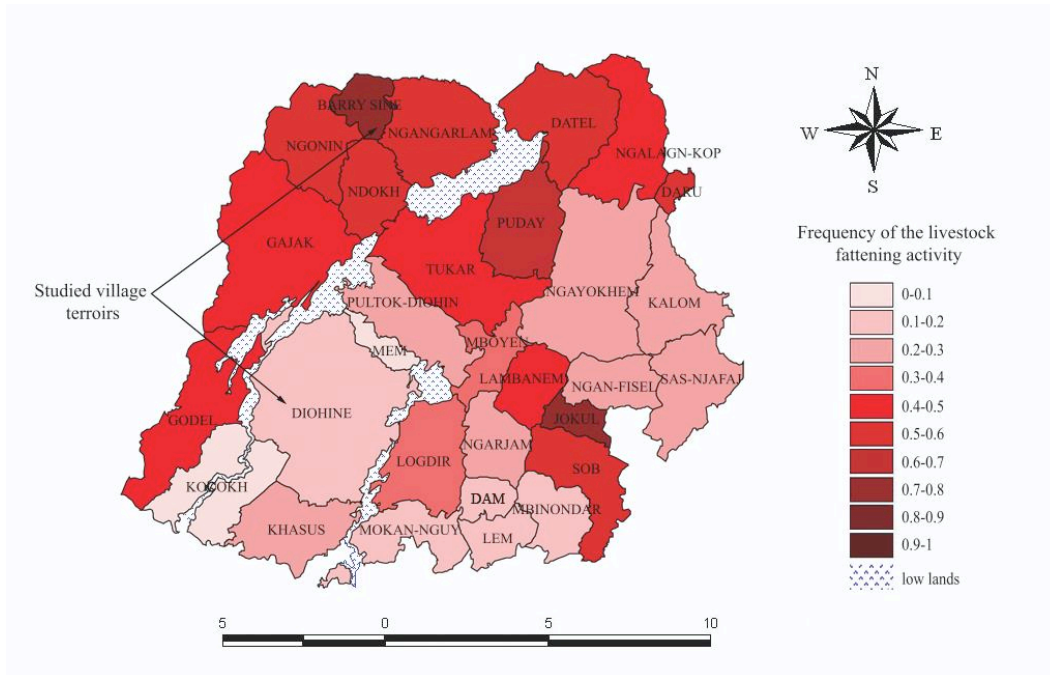 N
W
E
S
BARRY SINE
NGANGARLAM
DATEL
NGONIN
NGALAGN-KOP
NDOKH
DARU
PUDAY
GAJAK
TUKAR
Studied village
terroirs
PULTOK-DIOHIN
NGAYOKHEM
KALOM
MBOYEN
MEM
LAMBANEM
NGAN-FISEL
SAS-NJAFAJ
DIOHINE
GODEL
JOKUL
NGARJAM
LOGDIR
SOB
KOTOKH
DAM
MBINONDAR
KHASUS
MOKAN-NGUY
LEM
Frequency of the livestock
fattening activity
0-0.1
0.1-0.2
0.2-0.3
0.3-0.4
0.4-0.5
0.5-0.6
0.6-0.7
0.7-0.8
0.8-0.9
0.9-1
low lands
5 0 5 10